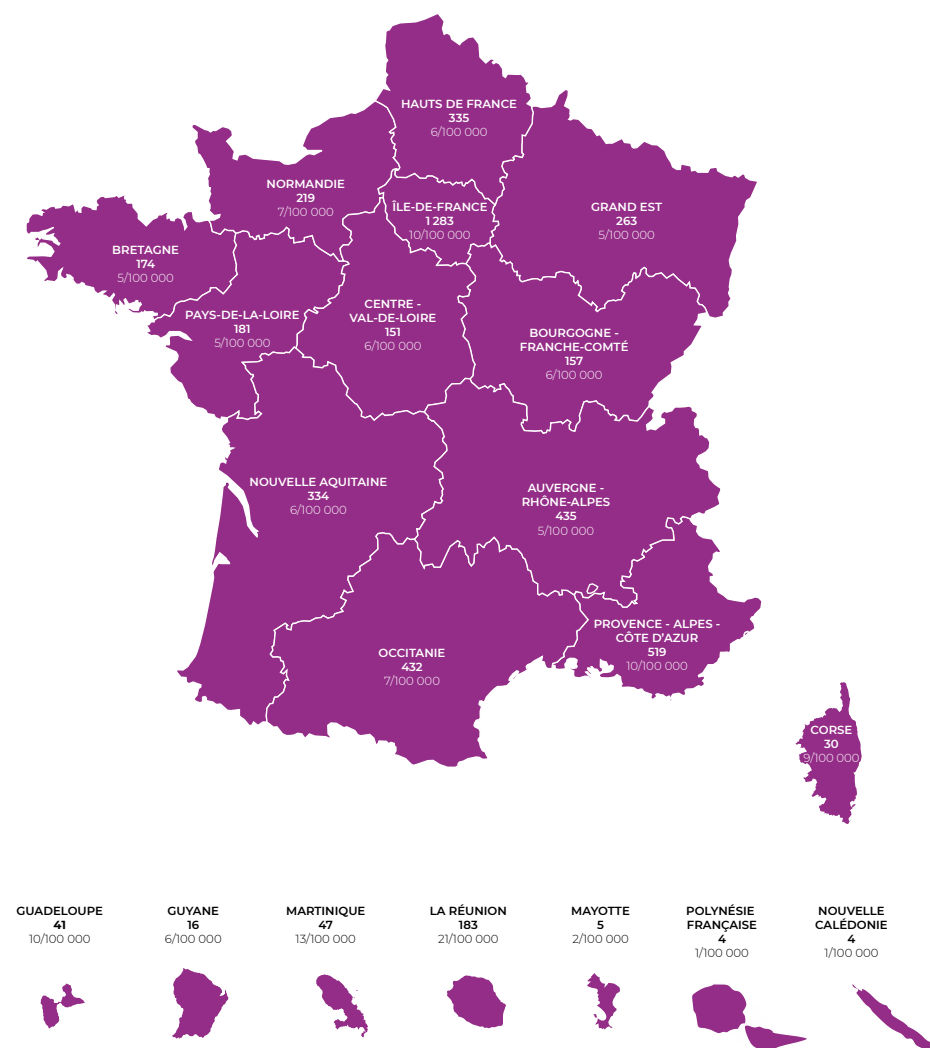 HAUTS DE FRANCE
335
6/100 000
NORMANDIE
219
7/100 000
ÎLE-DE-FRANCE
1 283
10/100 000
GRAND EST
263
5/100 000
BRETAGNE
174
5/100 000
PAYS-DE-LA-LOIRE
181
5/100 000
CENTRE -
VAL-DE-LOIRE
151
6/100 000
BOURGOGNE -
FRANCHE-COMTÉ
157
6/100 000
NOUVELLE AQUITAINE
334
6/100 000
AUVERGNE -
RHÔNE-ALPES
435
5/100 000
OCCITANIE
432
7/100 000
PROVENCE - ALPES -
CÔTE D'AZUR
519
10/100 000
CORSE
30
9/100 000
GUADELOUPE
41
10/100 000
GUYANE
16
6/100 000
MARTINIQUE
47
13/100 000
LA RÉUNION
183
21/100 000
MAYOTTE
5
2/100 000
POLYNÉSIE
FRANÇAISE
4
1/100 000
NOUVELLE
CALÉDONIE
4
1/100 000